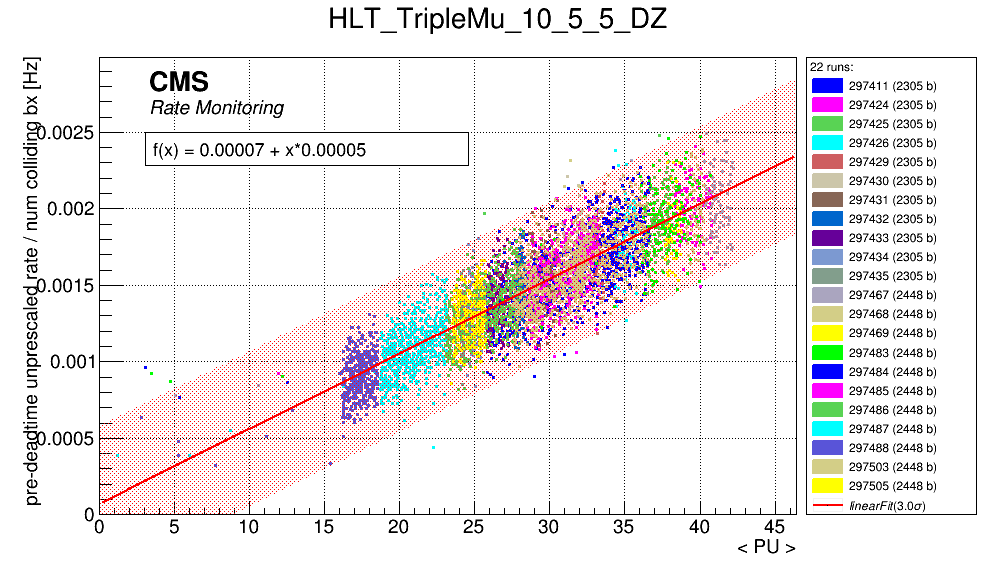 HLT_TripleMu_10_5_5_DZ
pre-deadtime unprescaled rate / num colliding bx [Hz]
CMS
Rate Monitoring
f(x) = 0.00007 + x*0.00005
0.0025
0.002
0.0015
0.001
0.0005
0
0 5 10 15 20 25 30 35 40 45
< PU >
22 runs:
297411 (2305 b)
297424 (2305 b)
297425 (2305 b)
297426 (2305 b)
297429 (2305 b)
297430 (2305 b)
297431 (2305 b)
297432 (2305 b)
297433 (2305 b)
297434 (2305 b)
297435 (2305 b)
297467 (2448 b)
297468 (2448 b)
297469 (2448 b)
297483 (2448 b)
297484 (2448 b)
297485 (2448 b)
297486 (2448 b)
297487 (2448 b)
297488 (2448 b)
297503 (2448 b)
297505 (2448 b)
linearFit(3.0σ)